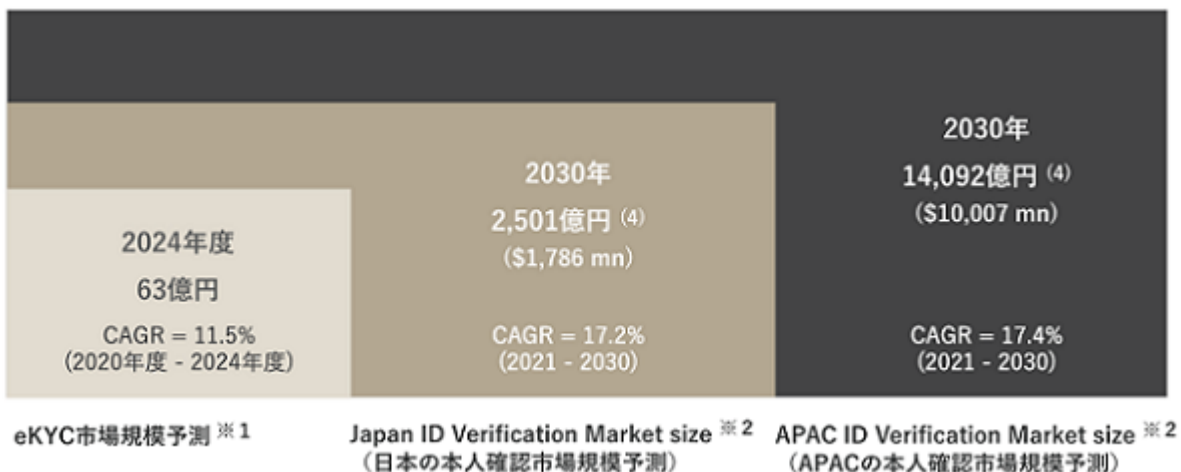 2024年度
63億円
CAGR = 11.5%
(2020年度 - 2024年度)
eKYC市場規模予測 ※1
2030年
2,501億円 (4)
($1,786 mn)
CAGR = 17.2%
(2021 - 2030)
Japan ID Verification Market size ※2
(日本の本人確認市場規模予測)
2030年
14,092億円 (4)
($10,007 mn)
CAGR = 17.4%
(2021 - 2030)
APAC ID Verification Market size ※2
(APACの本人確認市場規模予測)